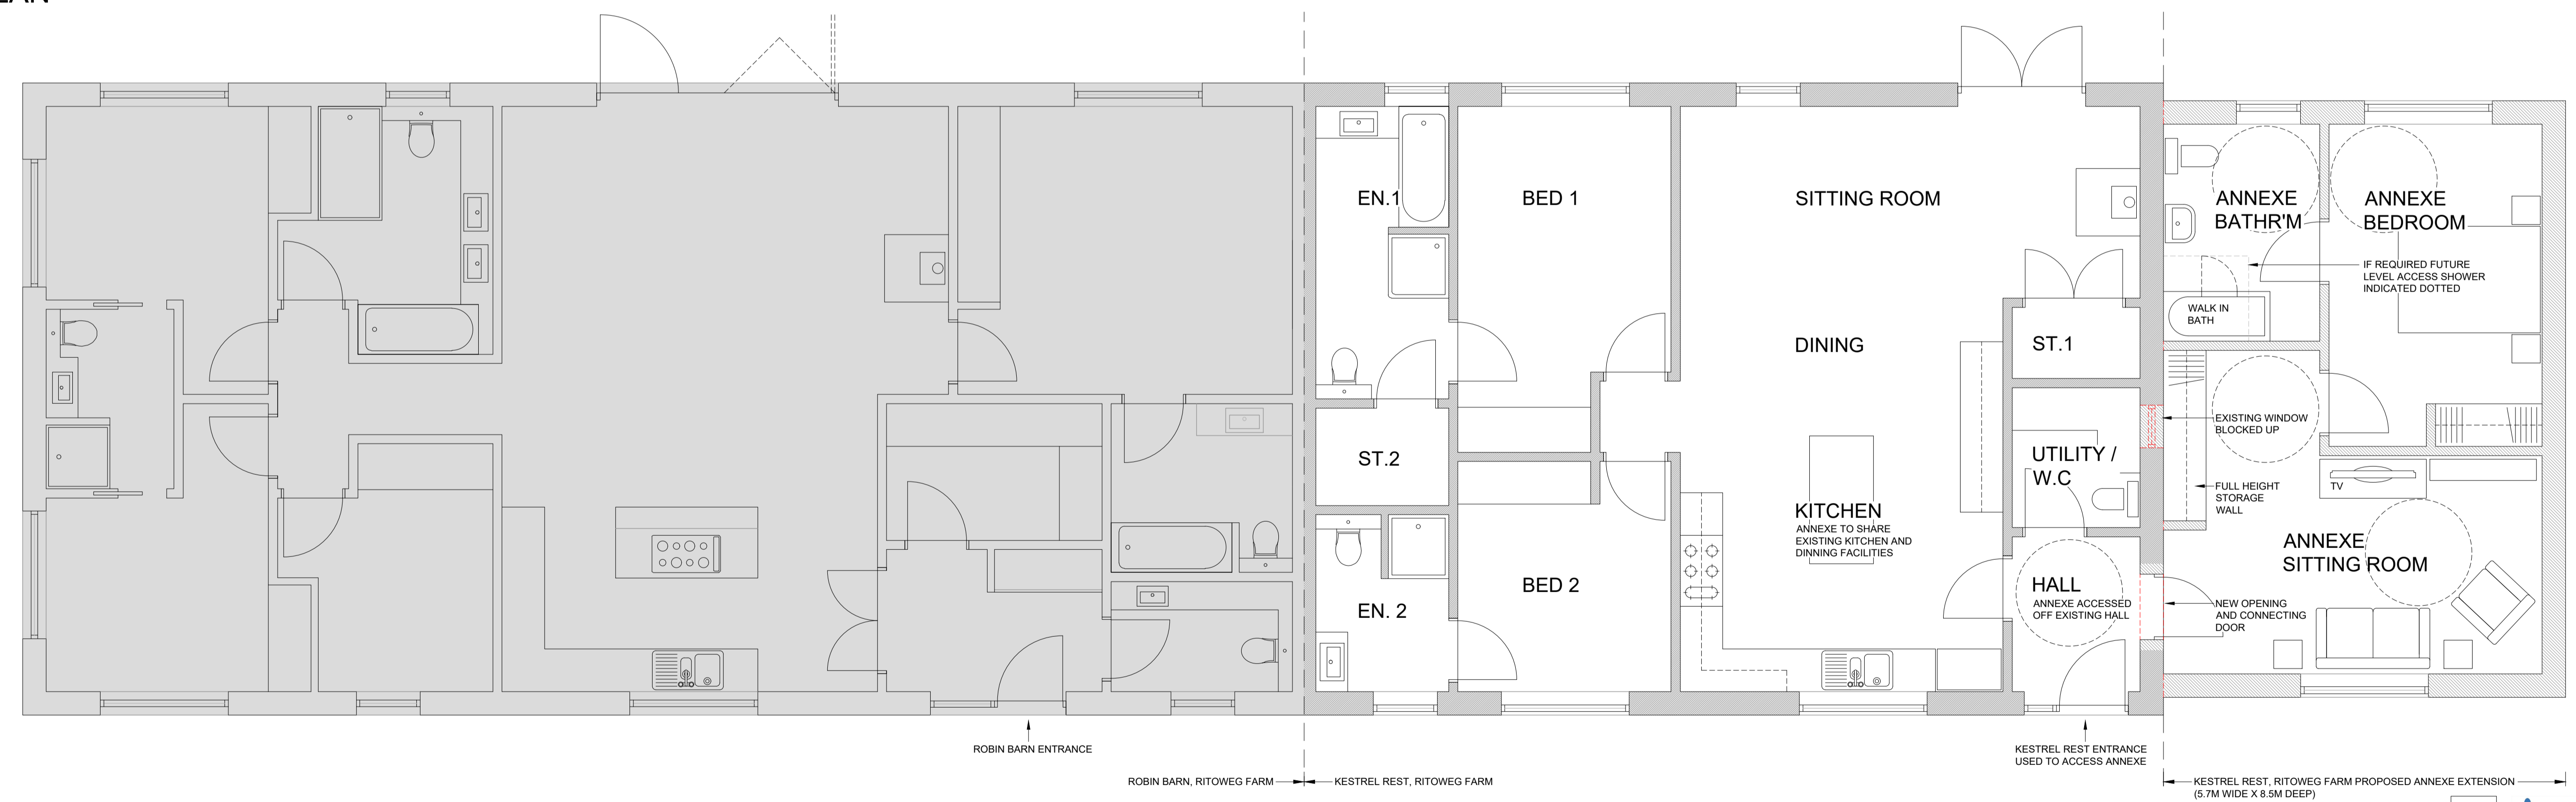 EN.1
BED 1
SITTING ROOM
ANNEXE
BATHR'M
ANNEXE
BEDROOM
IF REQUIRED FUTURE
LEVEL ACCESS SHOWER
INDICATED DOTTED
WALK IN
BATH
DINING
ST.1
EXISTING WINDOW
BLOCKED UP
ST.2
UTILITY /
W.C
FULL HEIGHT
STORAGE
WALL
TV
KITCHEN
ANNEXE TO SHARE
EXISTING KITCHEN AND
DINNING FACILITIES
ANNEXE
SITTING ROOM
EN. 2
BED 2
HALL
ANNEXE ACCESSED
OFF EXISTING HALL
NEW OPENING
AND CONNECTING
DOOR
ROBIN BARN ENTRANCE
KESTREL REST ENTRANCE
USED TO ACCESS ANNEXE
ROBIN BARN, RITOWEG FARM
KESTREL REST, RITOWEG FARM
KESTREL REST, RITOWEG FARM PROPOSED ANNEXE EXTENSION
(5.7M WIDE X 8.5M DEEP)